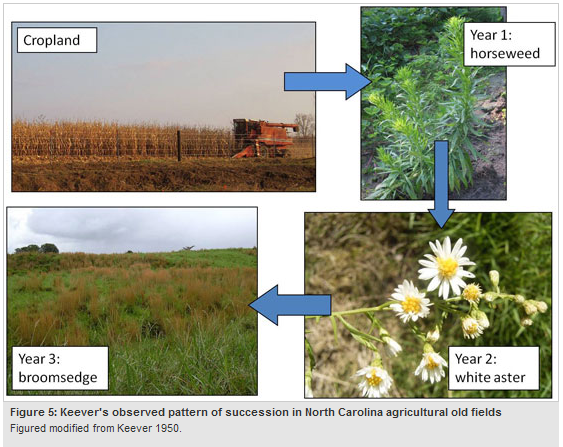 Cropland
Year 1:
horseweed
Year 2:
white aster
Year 3:
broomsedge
Figure 5: Keever's observed pattern of succession in North Carolina agricultural old fields
Figured modified from Keever 1950.